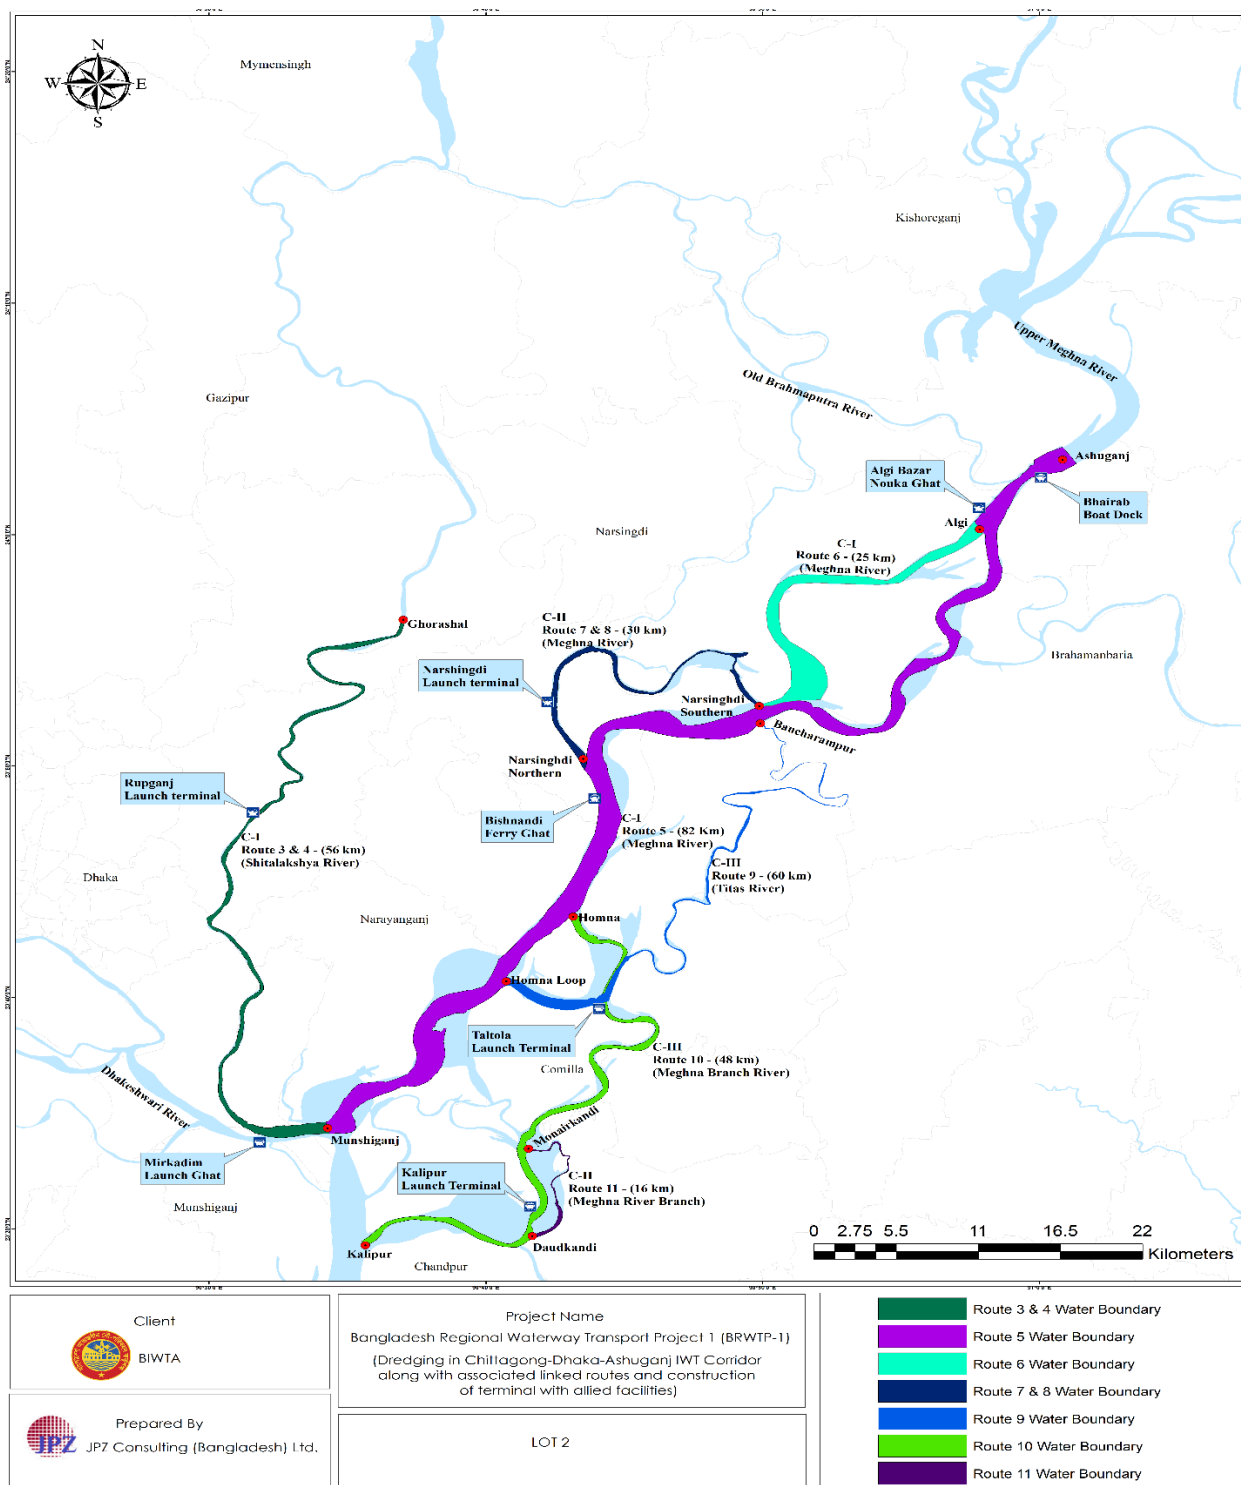 N
W
E
S
Mymensingh
Kishoreganj
Upper Meghna River
Old Brahmaputra River
Gazipur
Ashuganj
Algi Bazar
Nouka Ghat
Bhairab
Boat Dock
Algi
Narsingdi
C-I
Route 6 - (25 km)
(Meghna River)
Ghorashal
C-II
Route 7 & 8 - (30 km)
(Meghna River)
Brahamanbaria
Narshingdi
Launch terminal
Narsinghdi
Southern
Bancharampur
Narsinghdi
Northern
Rupganj
Launch terminal
Bishnandi
Ferry Ghat
C-I
Route 5 - (82 Km)
(Meghna River)
C-I
Route 3 & 4 - (56 km)
(Shitalakshya River)
C-III
Route 9 - (60 km)
(Titas River)
Dhaka
Narayanganj
Homna
Homna Loop
Taltola
Launch Terminal
C-III
Route 10 - (48 km)
(Meghna Branch River)
Comilla
Dhakeshwari River
Monairkandi
Munshiganj
Mirkadim
Launch Ghat
Kalipur
Launch Terminal
C-II
Route 11 - (16 km)
(Meghna River Branch)
Munshiganj
Kalipur
Daudkandi
Chandpur
0 2.75 5.5 11 16.5 22
Kilometers
Client
BIWTA
Prepared By
JPZ
JPZ Consulting (Bangladesh) Ltd.
Project Name
Bangladesh Regional Waterway Transport Project 1 (BRWTP-1)
(Dredging in Chittagong-Dhaka-Ashuganj IWT Corridor
along with associated linked routes and construction
of terminal with allied facilities)
LOT 2
Route 3 & 4 Water Boundary
Route 5 Water Boundary
Route 6 Water Boundary
Route 7 & 8 Water Boundary
Route 9 Water Boundary
Route 10 Water Boundary
Route 11 Water Boundary